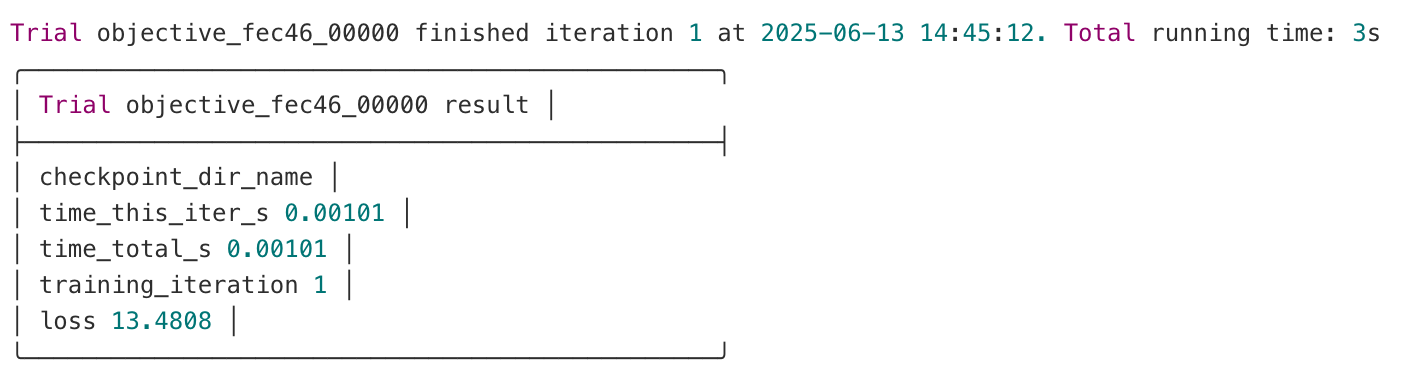 Trial objective_fec46_00000 finished iteration 1 at 2025-06-13 14:45:12. Total running time: 3s
Trial objective_fec46_00000 result
checkpoint_dir_name
time_this_iter_s 0.00101
time_total_s 0.00101
training_iteration 1
loss 13.4808